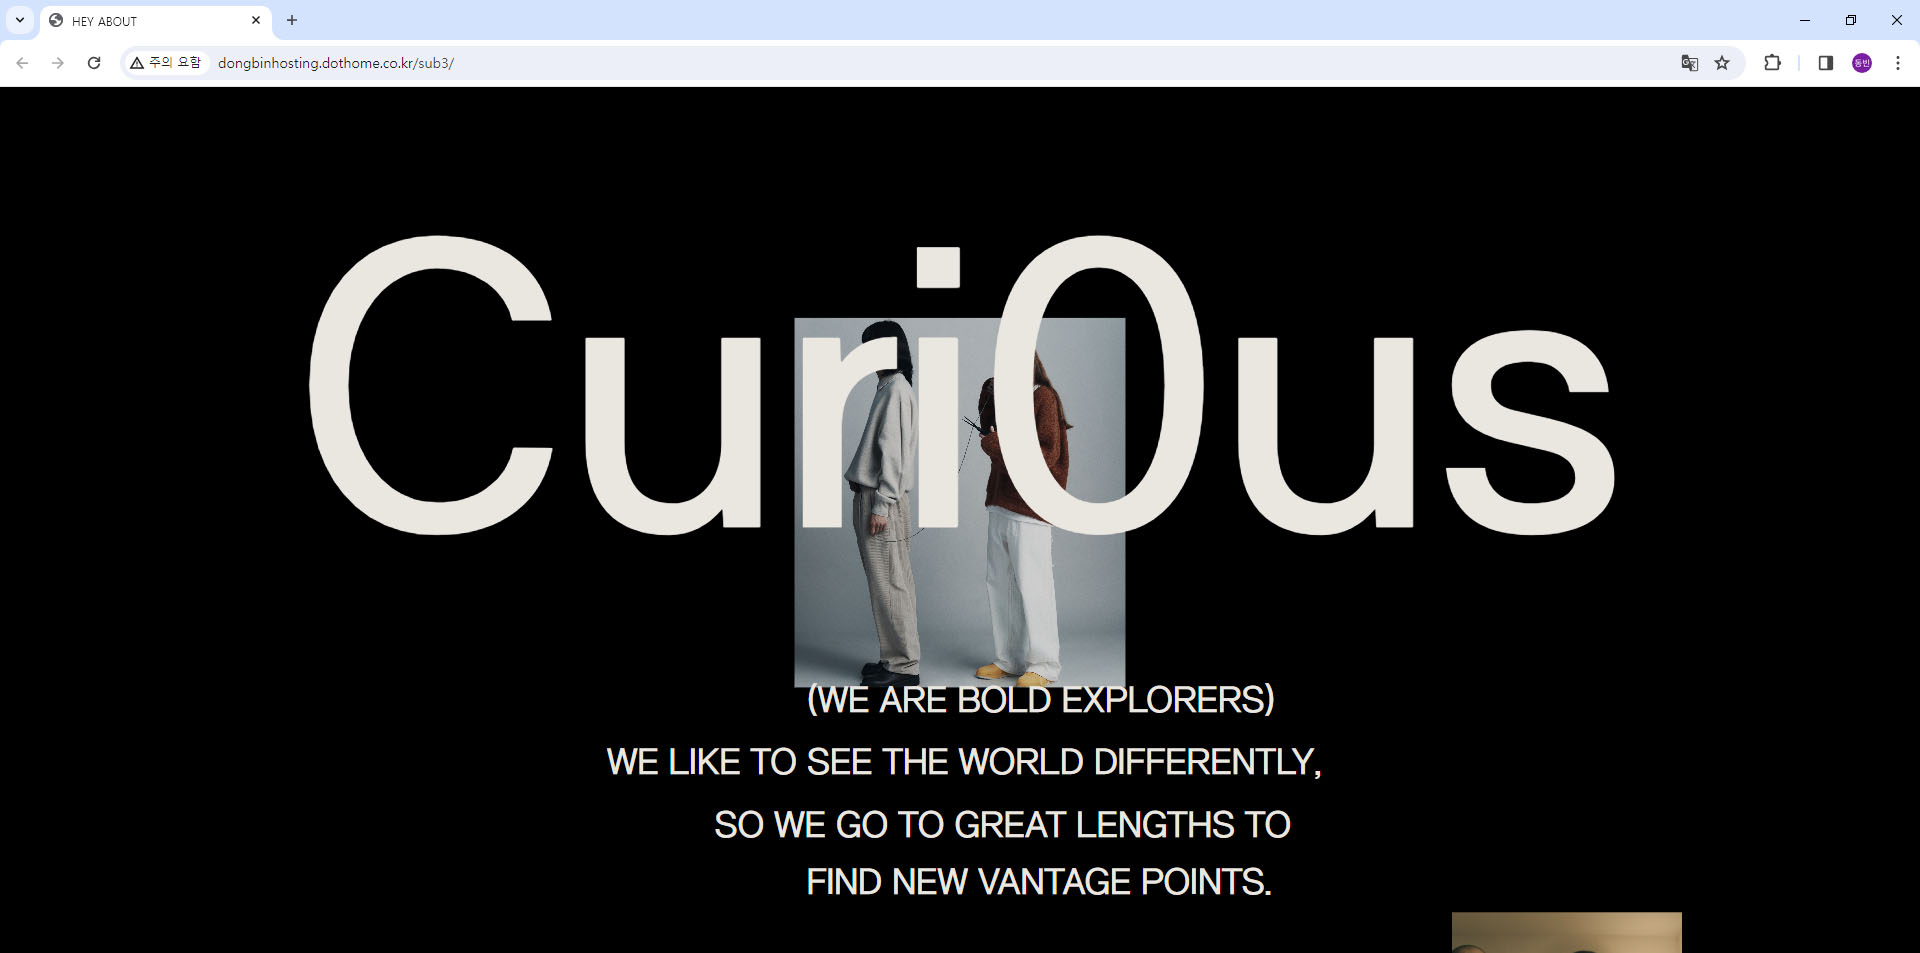 HEY ABOUT
주의 요함
dongbinhosting.dothome.co.kr/sub3/
동빈
Curi0us
(WE ARE BOLD EXPLORERS)
WE LIKE TO SEE THE WORLD DIFFERENTLY,
SO WE GO TO GREAT LENGTHS TO
FIND NEW VANTAGE POINTS.